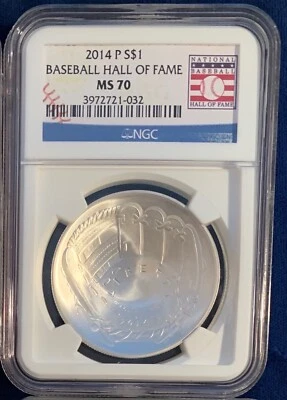 2014 P S$1
BASEBALL HALL OF FAME
MS 70
3972721-032
NATIONAL
BASEBALL
HALL OF FAME
NGC